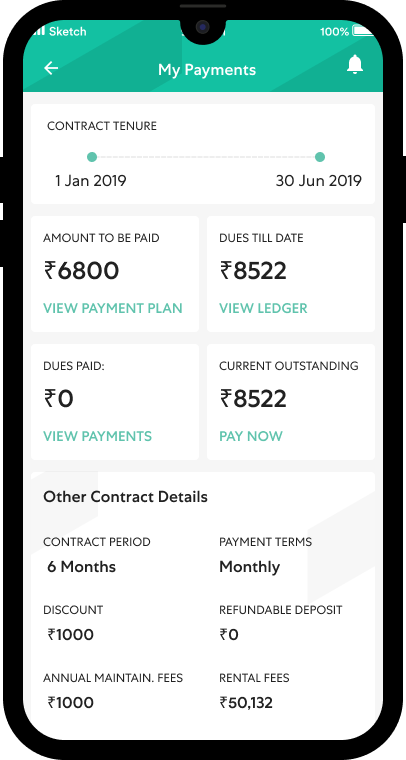 Sketch
100%
My Payments
CONTRACT TENURE
1 Jan 2019
30 Jun 2019
AMOUNT TO BE PAID
DUES TILL DATE
₹6800
₹8522
VIEW PAYMENT PLAN
VIEW LEDGER
DUES PAID:
CURRENT OUTSTANDING
₹0
₹8522
VIEW PAYMENTS
PAY NOW
Other Contract Details
CONTRACT PERIOD
PAYMENT TERMS
6 Months
Monthly
DISCOUNT
REFUNDABLE DEPOSIT
₹1000
₹0
ANNUAL MAINTAIN. FEES
RENTAL FEES
₹1000
₹50,132